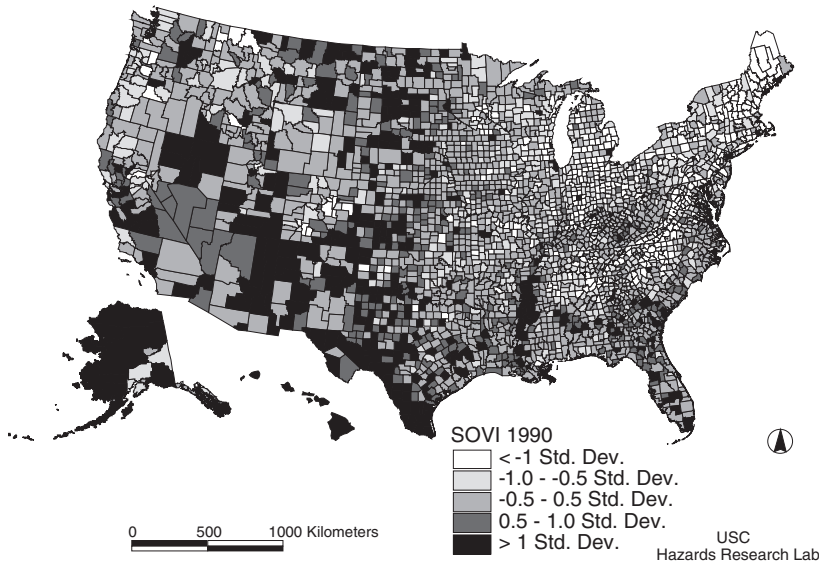 SOVI 1990
< -1 Std. Dev.
-1.0 - -0.5 Std. Dev.
-0.5 - 0.5 Std. Dev.
0.5 - 1.0 Std. Dev.
> 1 Std. Dev.
0 500 1000 Kilometers
USC
Hazards Research Lab